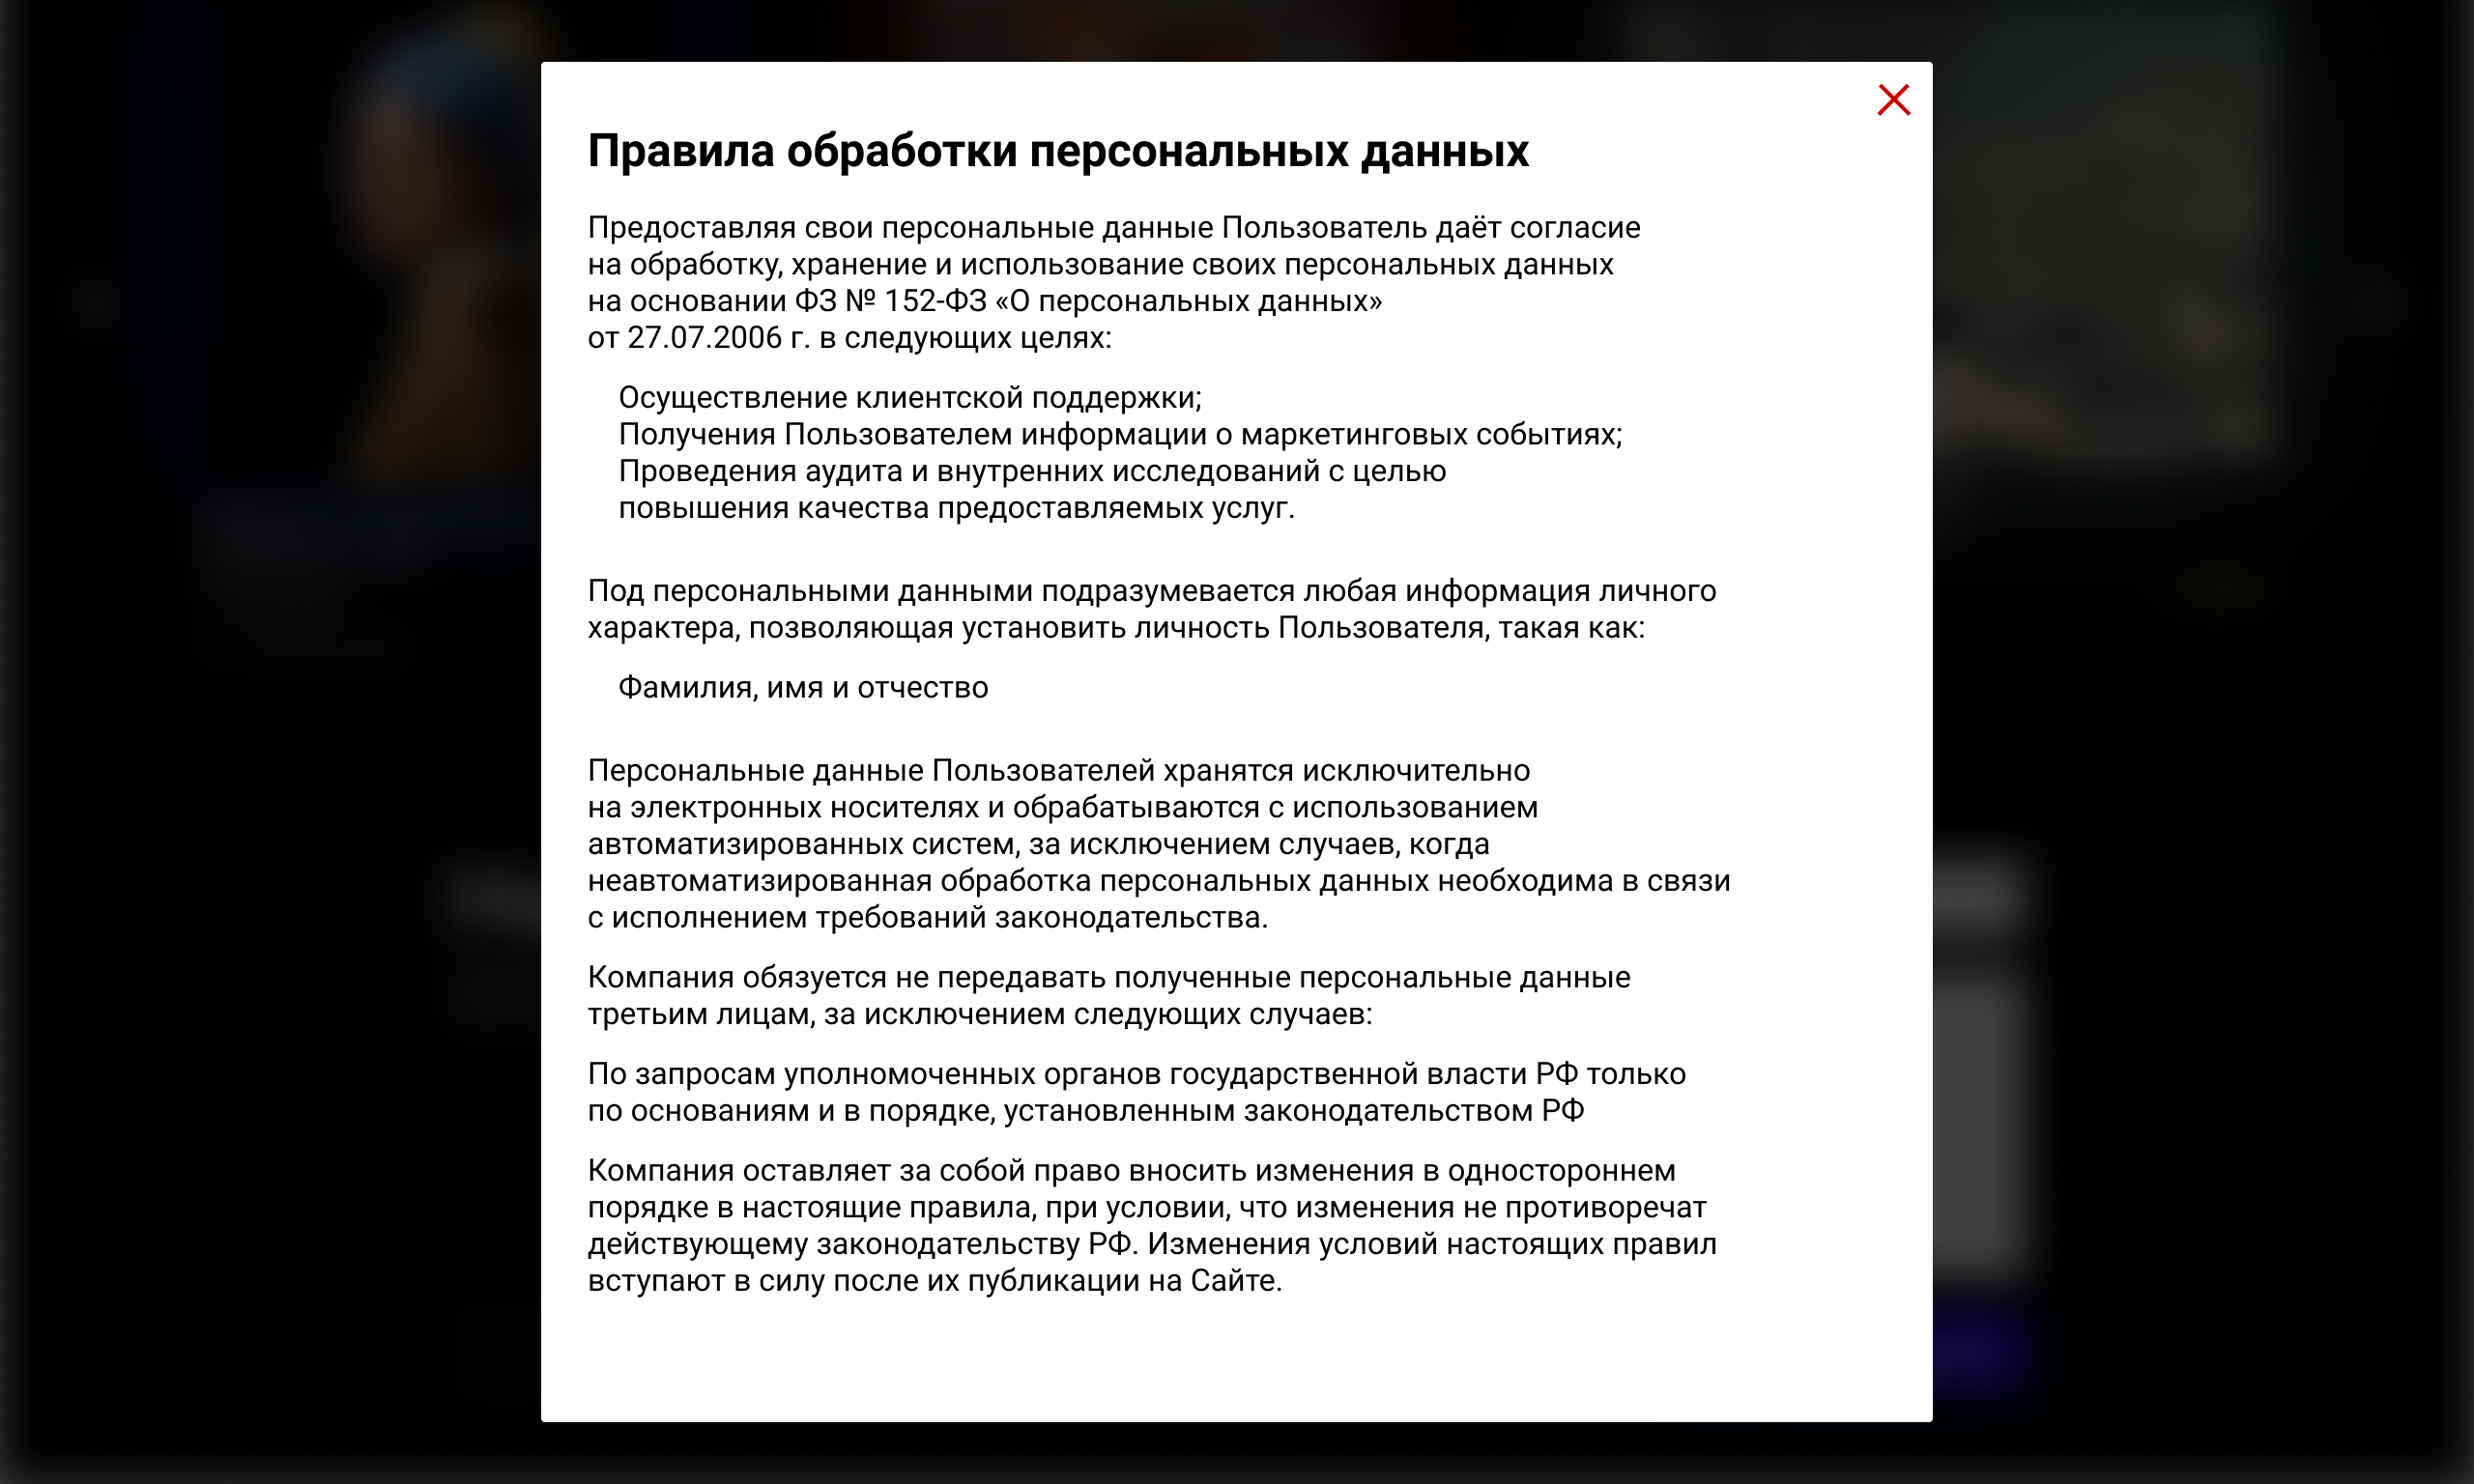 Правила обработки персональных данных
Предоставляя свои персональные данные Пользователь даёт согласие
на обработку, хранение и использование своих персональных данных
на основании ФЗ № 152-ФЗ «О персональных данных»
от 27.07.2006 г. в следующих целях:
Осуществление клиентской поддержки;
Получения Пользователем информации о маркетинговых событиях;
Проведения аудита и внутренних исследований с целью
повышения качества предоставляемых услуг.
Под персональными данными подразумевается любая информация личного
характера, позволяющая установить личность Пользователя, такая как:
Фамилия, имя и отчество
Персональные данные Пользователей хранятся исключительно
на электронных носителях и обрабатываются с использованием
автоматизированных систем, за исключением случаев, когда
неавтоматизированная обработка персональных данных необходима в связи
с исполнением требований законодательства.
Компания обязуется не передавать полученные персональные данные
третьим лицам, за исключением следующих случаев:
По запросам уполномоченных органов государственной власти РФ только
по основаниям и в порядке, установленным законодательством РФ
Компания оставляет за собой право вносить изменения в одностороннем
порядке в настоящие правила, при условии, что изменения не противоречат
действующему законодательству РФ. Изменения условий настоящих правил
вступают в силу после их публикации на Сайте.